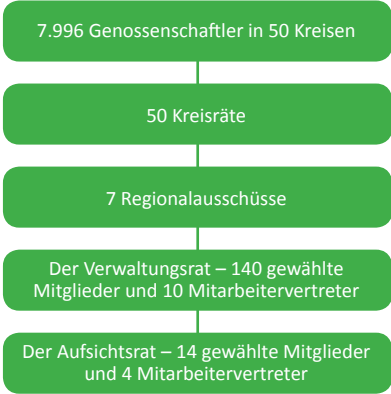 7.996 Genossenschaftler in 50 Kreisen
50 Kreisräte
7 Regionalausschüsse
Der Verwaltungsrat – 140 gewählte
Mitglieder und 10 Mitarbeitervertreter
Der Aufsichtsrat – 14 gewählte Mitglieder
und 4 Mitarbeitervertreter